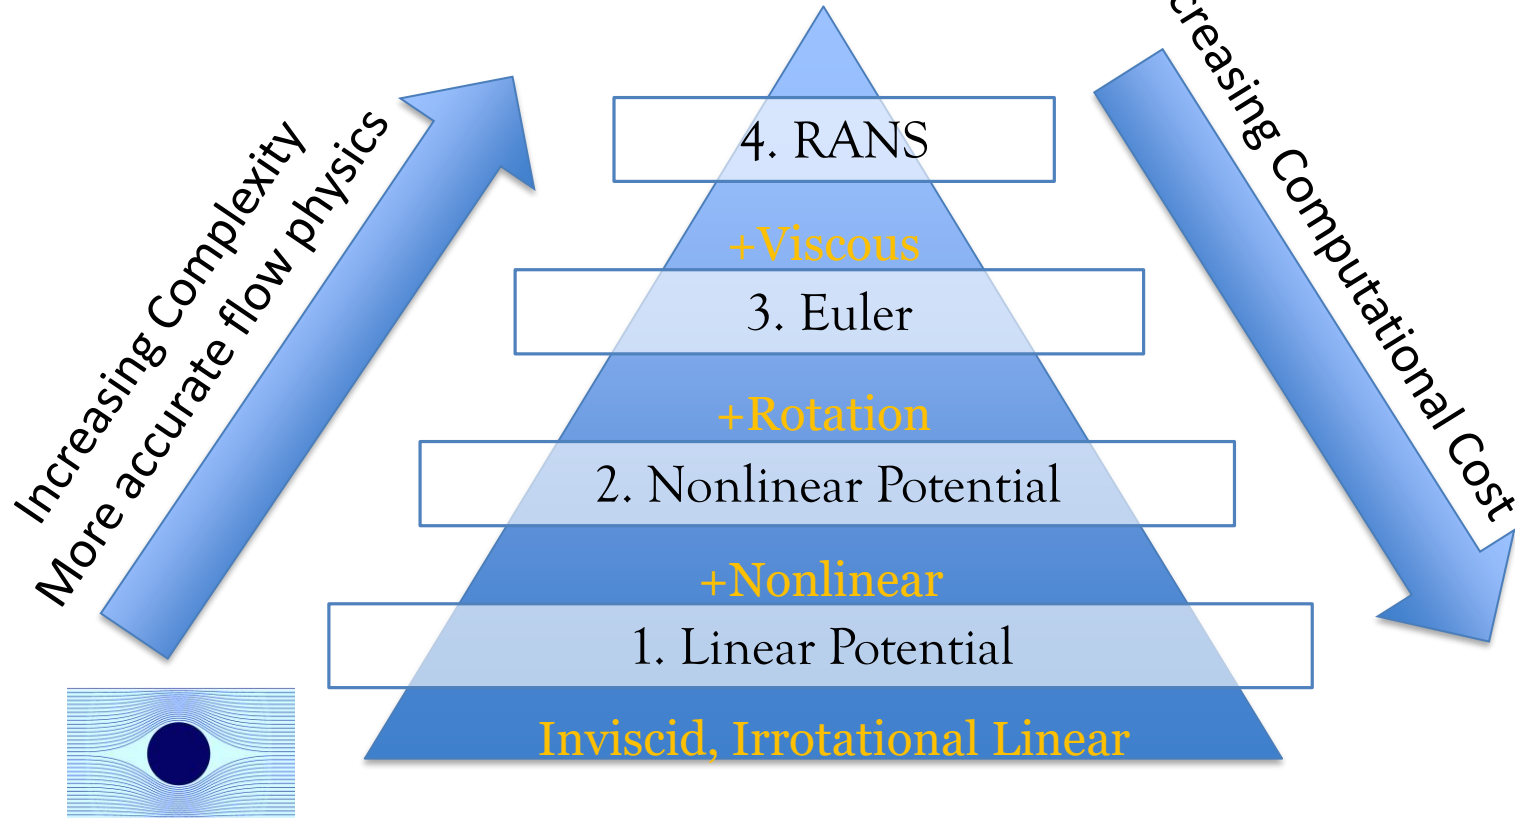 Increasing Complexity
More accurate flow physics
4. RANS
+Viscous
3. Euler
+Rotation
2. Nonlinear Potential
+Nonlinear
1. Linear Potential
Inviscid, Irrotational Linear
Computational Cost